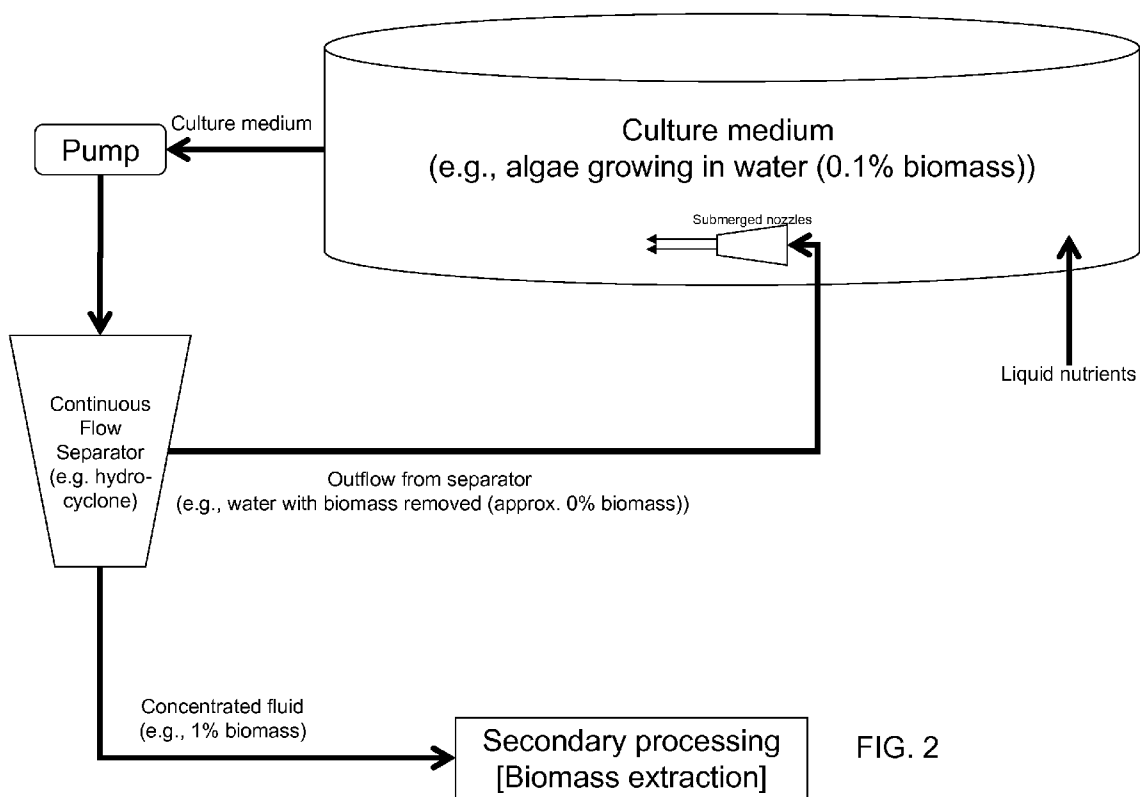 Culture medium
Pump
Culture medium
(e.g., algae growing in water (0.1% biomass))
Submerged nozzles
Liquid nutrients
Continuous
Flow
Separator
(e.g. hydro-
cyclone)
Outflow from separator
(e.g., water with biomass removed (approx. 0% biomass))
Concentrated fluid
(e.g., 1% biomass)
Secondary processing
[Biomass extraction]
FIG. 2